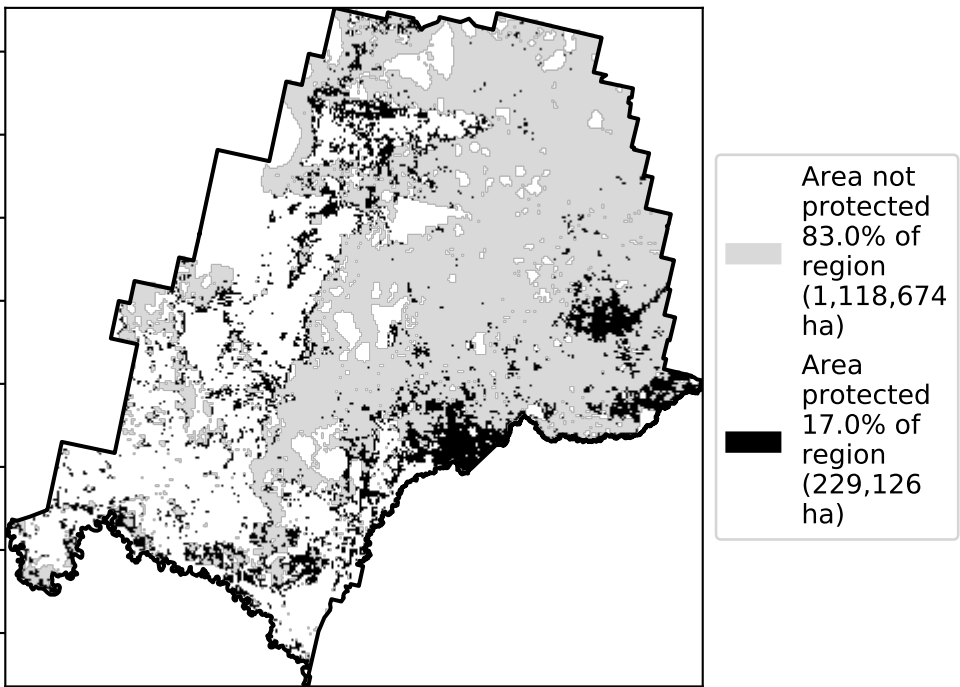 Area not
protected
83.0% of
region
(1,118,674
ha)
Area
protected
17.0% of
region
(229,126
ha)